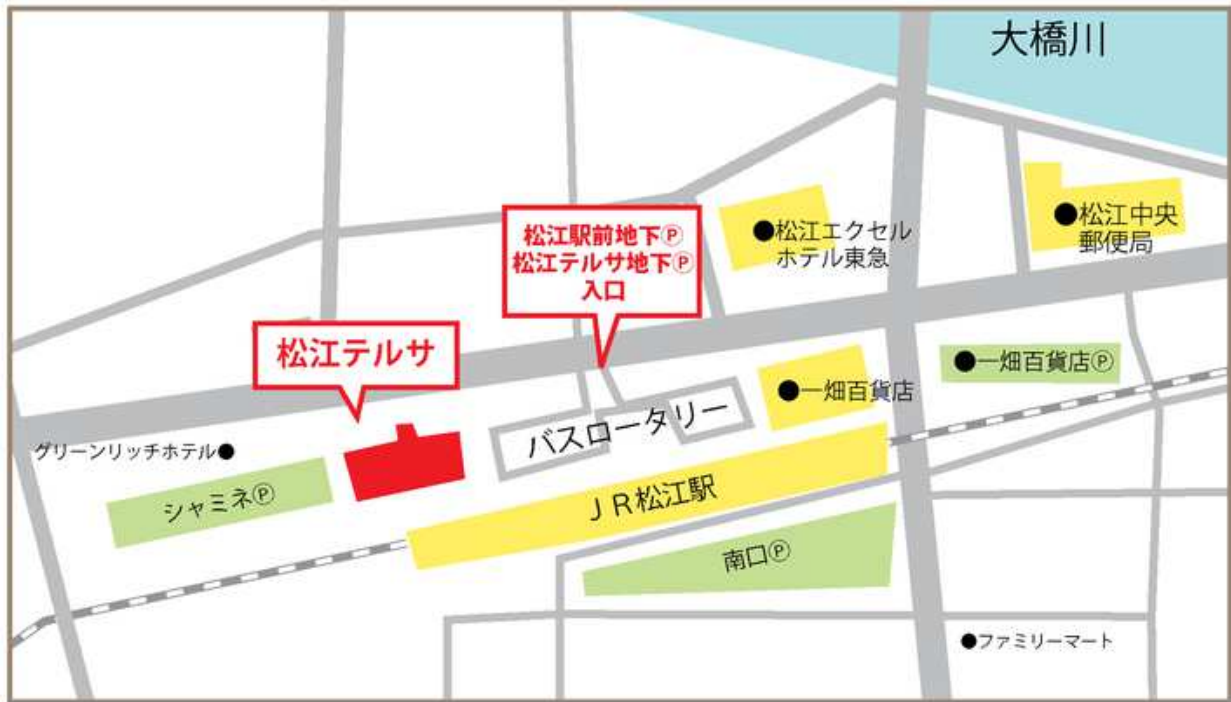 大橋川
松江駅前地下Ⓟ
松江テルサ地下Ⓟ
入口
●松江エクセル
ホテル東急
●松江中央
郵便局
松江テルサ
●一畑百貨店Ⓟ
●一畑百貨店
バスロータリー
グリーンリッチホテル●
シャミネⓅ
ＪＲ松江駅
南口Ⓟ
●ファミリーマート